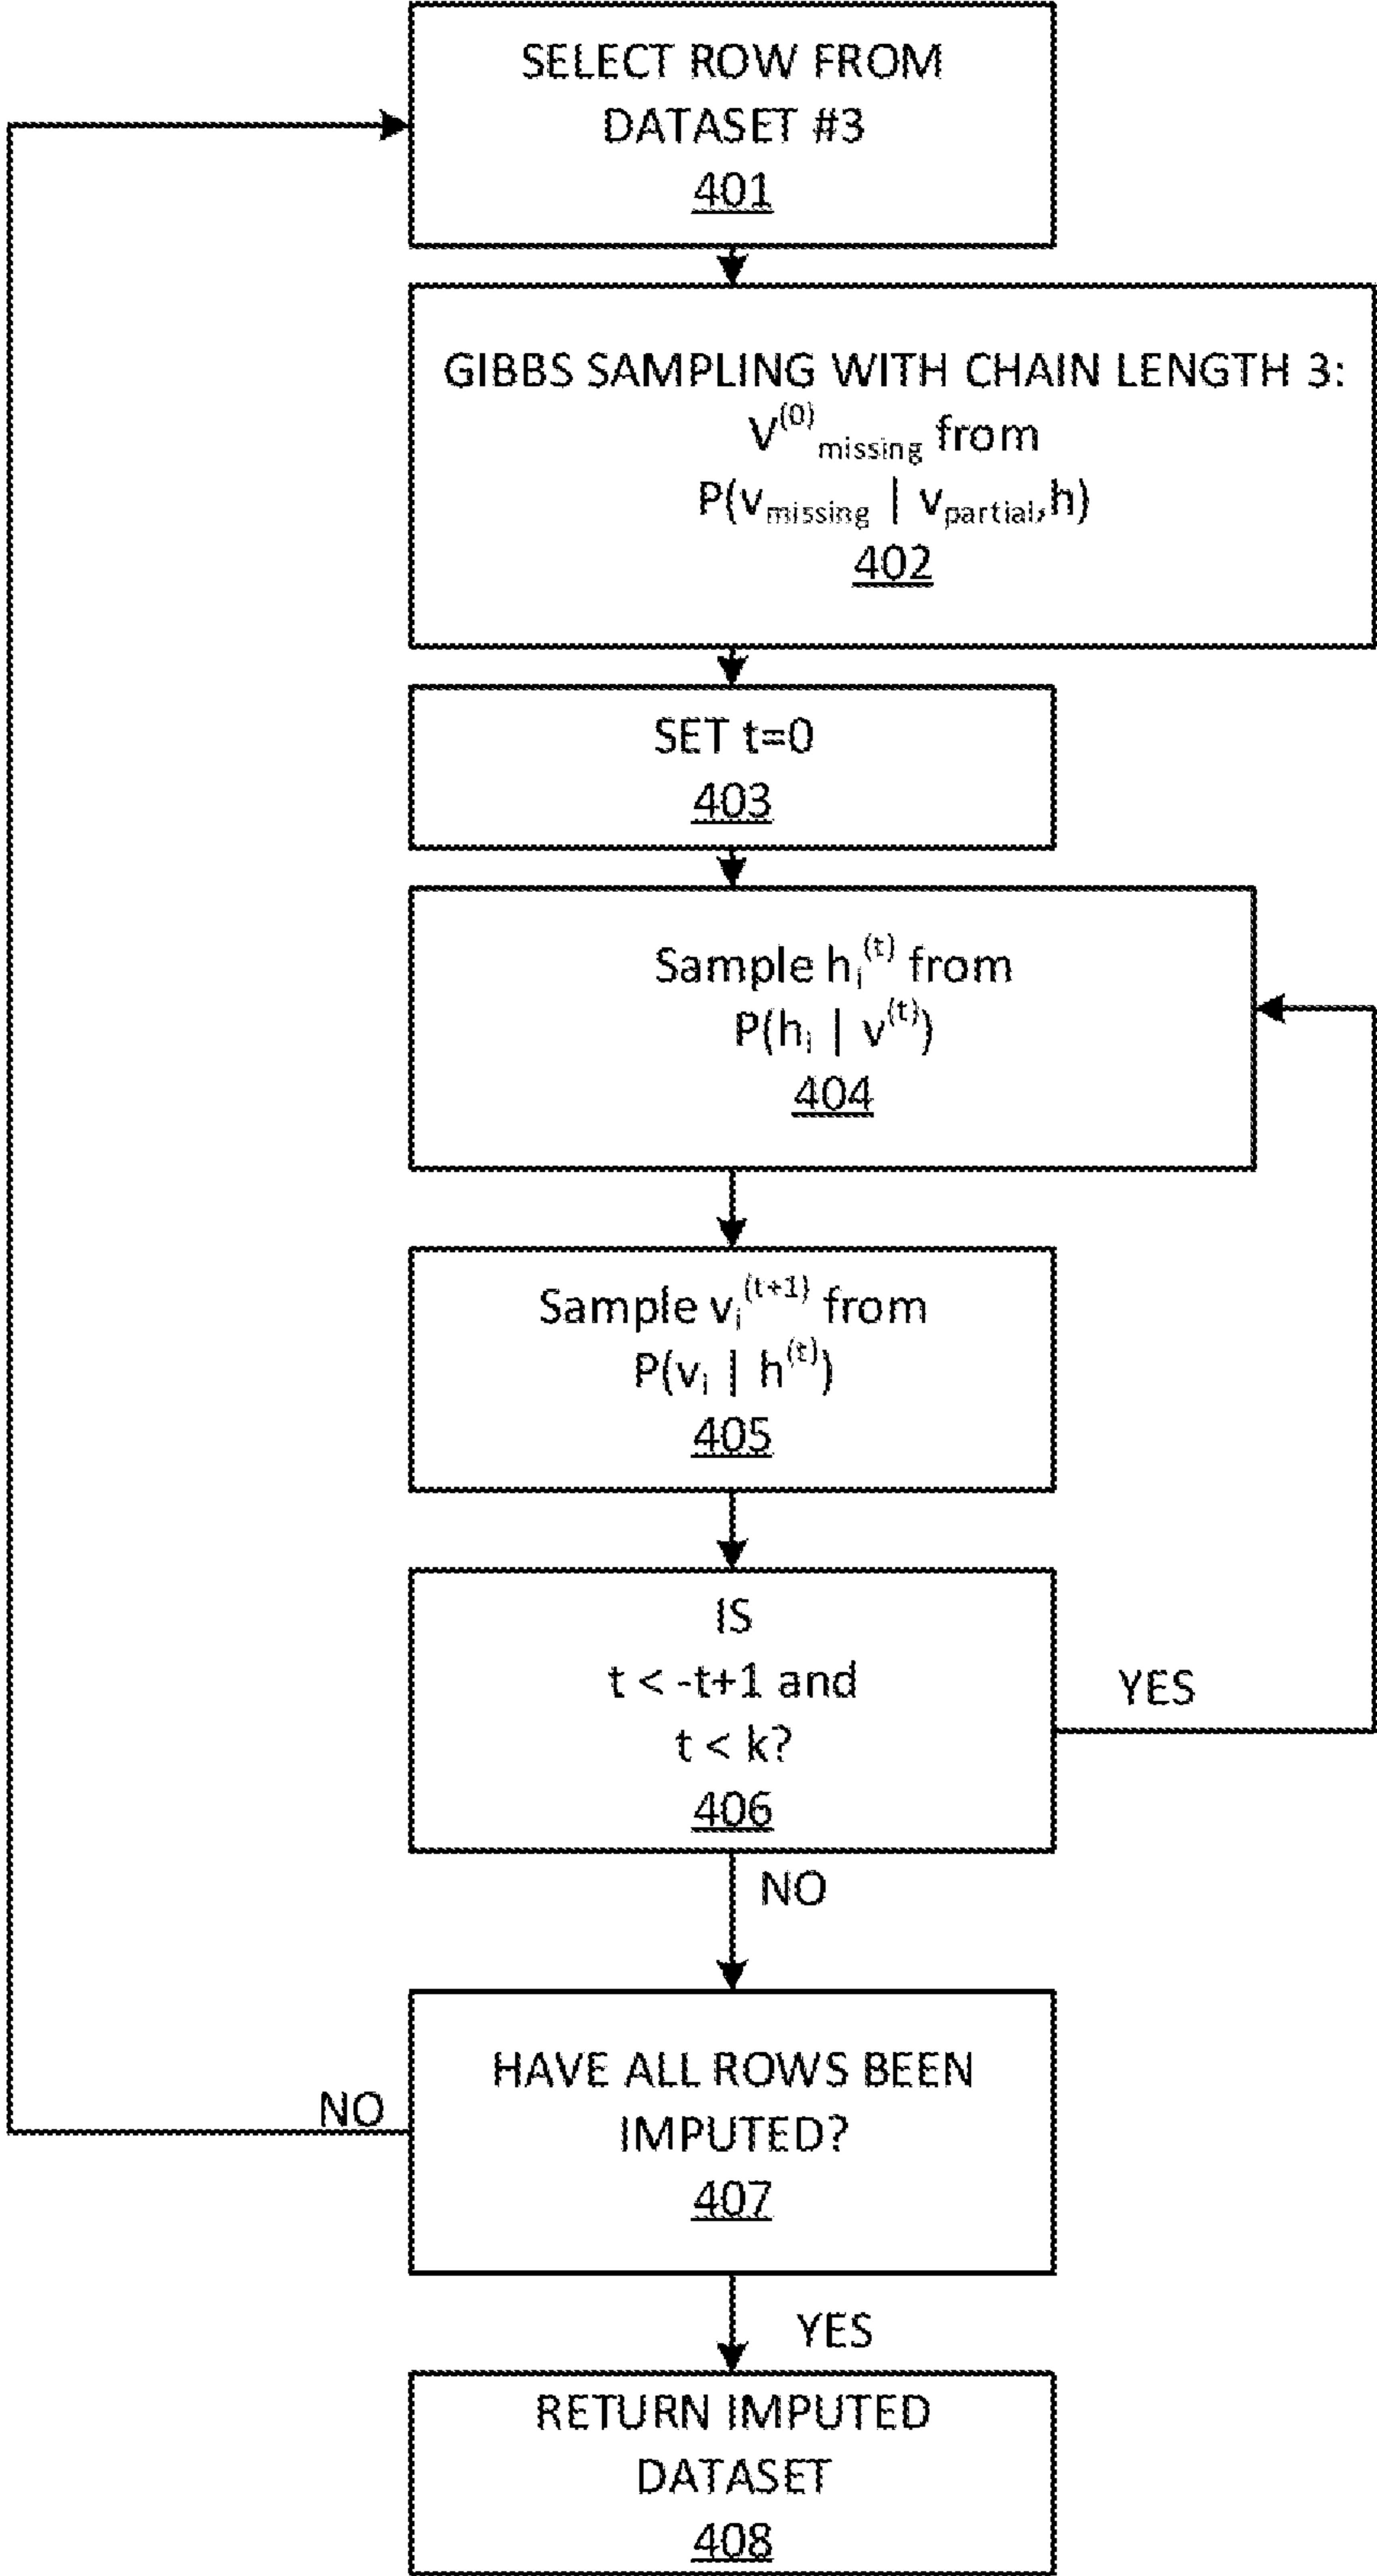 SELECT ROW FROM
DATASET #3
401
GIBBS SAMPLING WITH CHAIN LENGTH 3:
V⁽⁰⁾missing from
P(vmissing | vpartial,h)
402
SET t=0
403
Sample hᵢ⁽ᵗ⁾ from
P(hᵢ | v⁽ᵗ⁾)
404
Sample vᵢ⁽ᵗ⁺¹⁾ from
P(vᵢ | h⁽ᵗ⁾)
405
IS
t < -t+1 and
t < k?
406
YES
NO
HAVE ALL ROWS BEEN
IMPUTED?
407
NO
YES
RETURN IMPUTED
DATASET
408